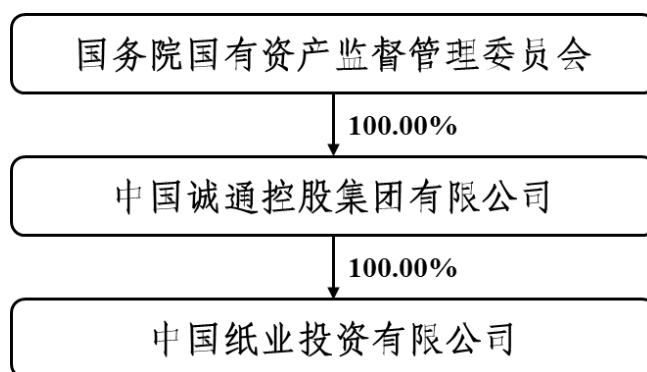 国务院国有资产监督管理委员会
100.00%
中国诚通控股集团有限公司
100.00%
中国纸业投资有限公司